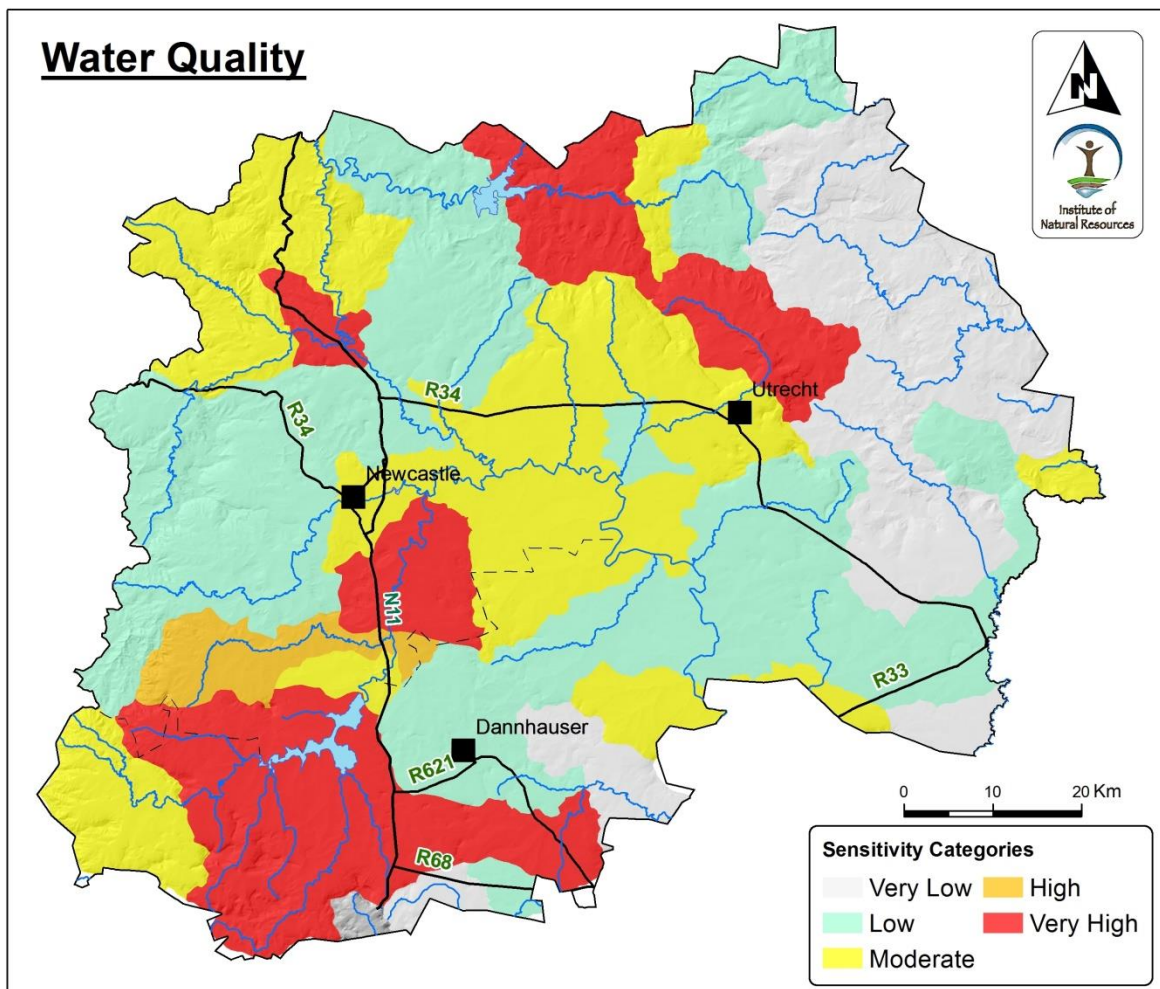 Water Quality
N
Institute of
Natural Resources
R34
Utrecht
R34
Newcastle
N11
R33
Dannhauser
R621
R68
0 10 20 Km
Sensitivity Categories
Very Low
High
Low
Very High
Moderate